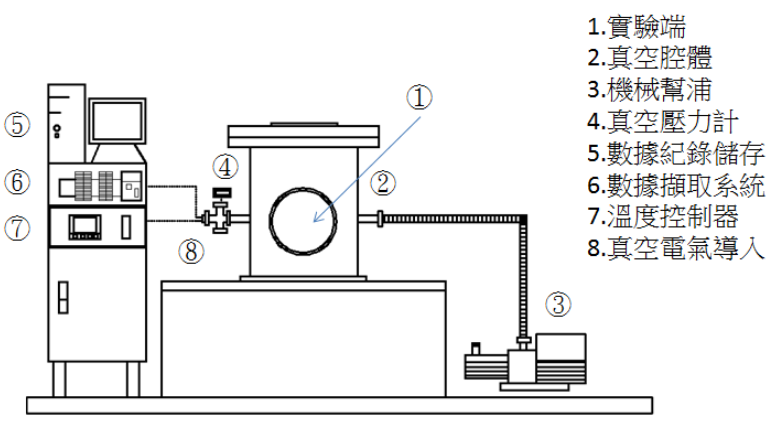 ①
1.實驗端
2.真空腔體
3.機械幫浦
4.真空壓力計
5.數據紀錄儲存
6.數據擷取系統
7.溫度控制器
8.真空電氣導入
⑤
④
②
⑥
⑦
⑧
③